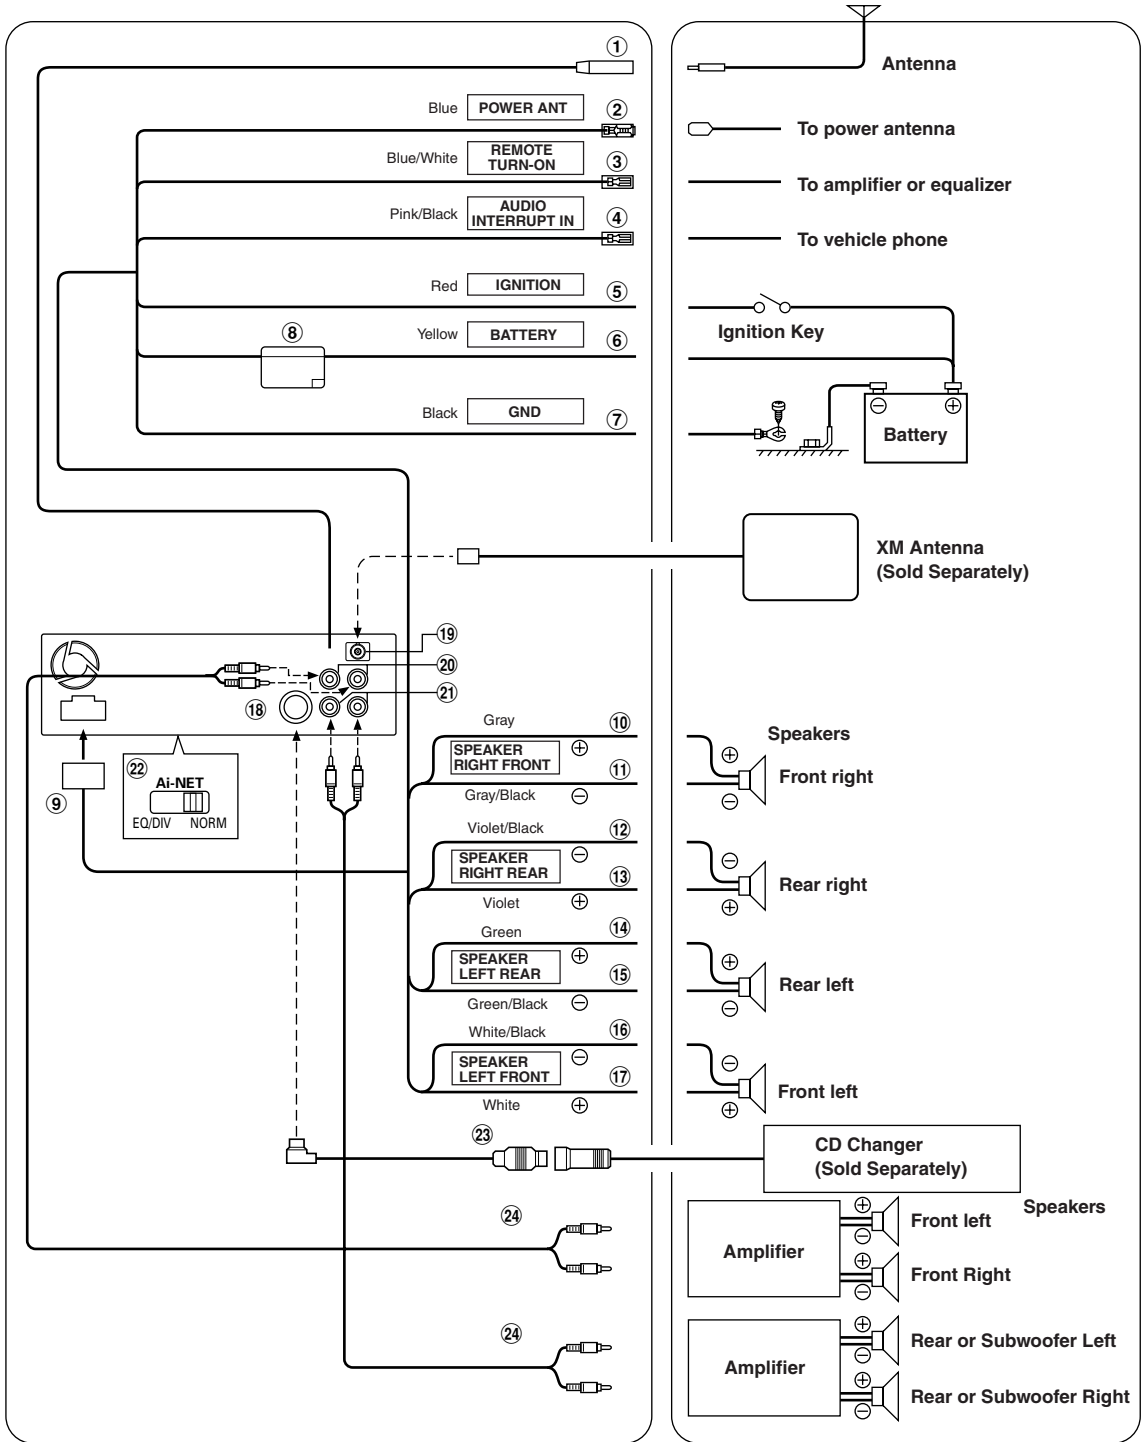 ①
Antenna
Blue POWER ANT ②
To power antenna
Blue/White REMOTE
TURN-ON ③
To amplifier or equalizer
Pink/Black AUDIO
INTERRUPT IN ④
To vehicle phone
Red IGNITION ⑤
Ignition Key
⑧
Yellow BATTERY ⑥
Black GND ⑦
⊖ ⊕
Battery
XM Antenna
(Sold Separately)
⑲
⑳
㉑
⑱
㉒
Ai-NET
EQ/DIV NORM
⑨
Gray ⑩
SPEAKER
RIGHT FRONT ⊕
⑪
Gray/Black ⊖
Speakers
⊕
Front right
⊖
Violet/Black ⑫
SPEAKER
RIGHT REAR ⊖
⑬
Violet ⊕
⊖
Rear right
⊕
Green ⑭
SPEAKER
LEFT REAR ⊕
⑮
Green/Black ⊖
⊕
Rear left
⊖
White/Black ⑯
SPEAKER
LEFT FRONT ⊖
⑰
White ⊕
⊖
Front left
⊕
㉓
CD Changer
(Sold Separately)
Speakers
㉔
Amplifier
⊕
Front left
⊖
⊕
Front Right
⊖
㉔
Amplifier
⊕
Rear or Subwoofer Left
⊖
⊕
Rear or Subwoofer Right
⊖